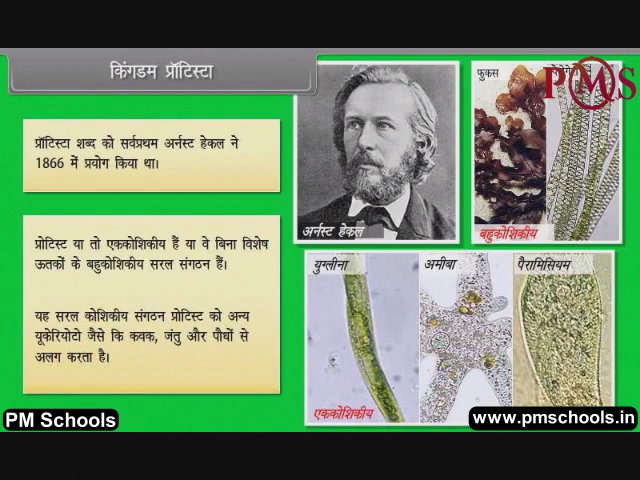 किंगडम प्रॉटिस्टा
प्रॉटिस्टा शब्द को सर्वप्रथम अर्नस्ट हेकल ने
1866 में प्रयोग किया था।
प्रोटिस्ट या तो एककोशिकीय हैं या वे बिना विशेष
ऊतकों के बहुकोशिकीय सरल संगठन हैं।
यह सरल कोशिकीय संगठन प्रोटिस्ट को अन्य
यूकेरियोटो जैसे कि कवक, जंतु और पौधों से
अलग करता है।
अर्नस्ट हेकल
फुकस
PMS
बहुकोशिकीय
युग्लीना
अमीबा
पैरामिसियम
एककोशिकीय
PM Schools
www.pmschools.in